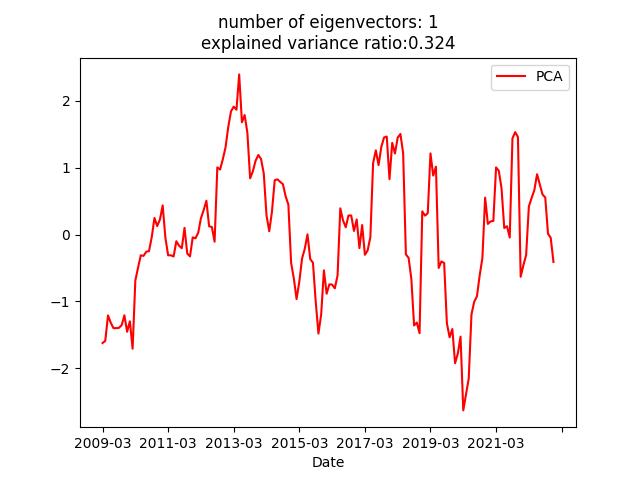 number of eigenvectors: 1
explained variance ratio:0.324
PCA
2
1
0
−1
−2
2009-03 2011-03 2013-03 2015-03 2017-03 2019-03 2021-03
Date